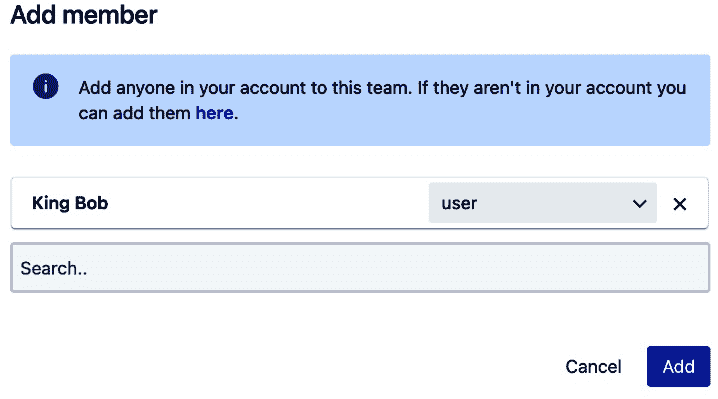 Add member
Add anyone in your account to this team. If they aren't in your account you
can add them here.
King Bob
user
Search..
Cancel
Add